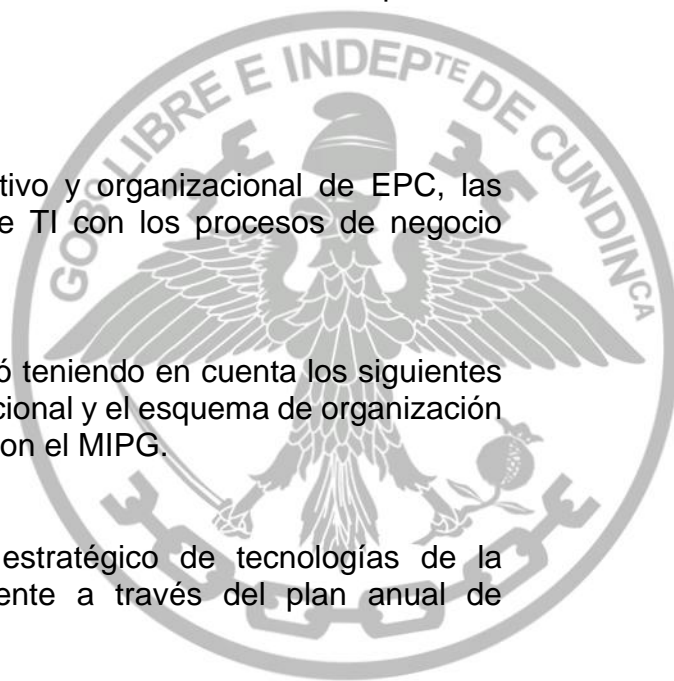 GOBO LIBRE E INDEPTE DE CUNDINCA
tivo y organizacional de EPC, las
e TI con los procesos de negocio
ó teniendo en cuenta los siguientes
cional y el esquema de organización
on el MIPG.
estratégico de tecnologías de la
ente a través del plan anual de